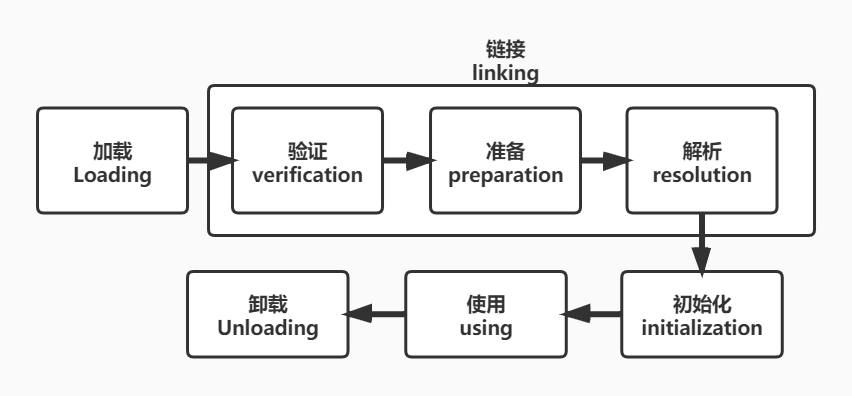 链接
linking
加载
Loading
验证
verification
准备
preparation
解析
resolution
初始化
initialization
使用
using
卸载
Unloading